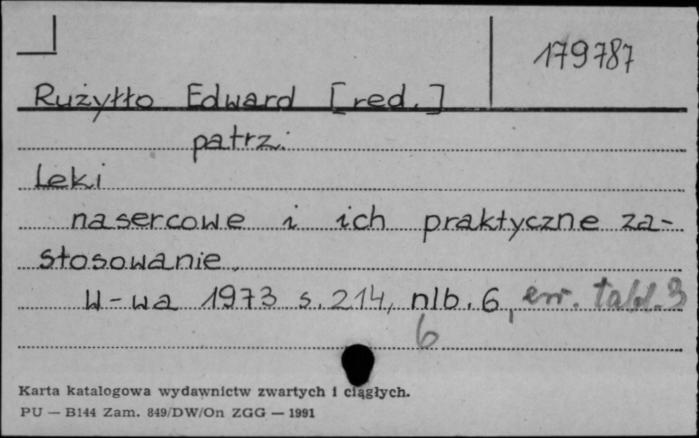 179787
Rużyłło Edward [red.]
patrz:
Leki
nasercowe i ich praktyczne za-
stosowanie.
W-wa 1973 s. 214, nlb. 6, err. tabl. 3
6
Karta katalogowa wydawnictw zwartych i ciągłych.
PU — B144 Zam. 849/DW/On ZGG — 1991